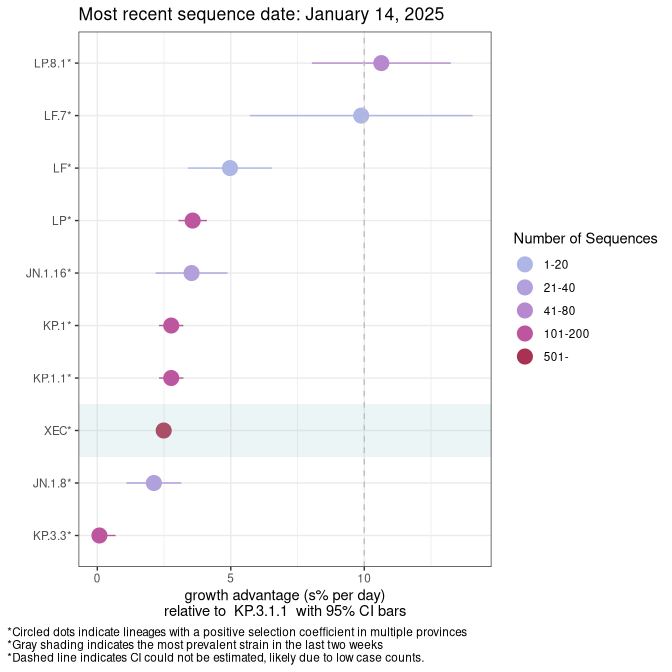 Most recent sequence date: January 14, 2025
LP.8.1*
LF.7*
LF*
LP*
JN.1.16*
KP.1*
KP.1.1*
XEC*
JN.1.8*
KP.3.3*
0 5 10
growth advantage (s% per day)
relative to KP.3.1.1 with 95% CI bars
Number of Sequences
1-20
21-40
41-80
101-200
501-
*Circled dots indicate lineages with a positive selection coefficient in multiple provinces
*Gray shading indicates the most prevalent strain in the last two weeks
*Dashed line indicates CI could not be estimated, likely due to low case counts.